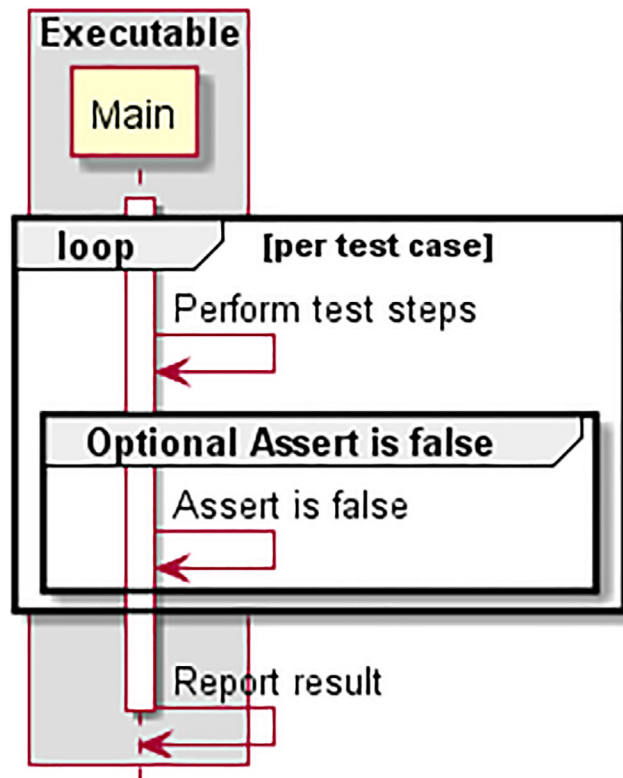 Executable
Main
loop [per test case]
Perform test steps
Optional Assert is false
Assert is false
Report result